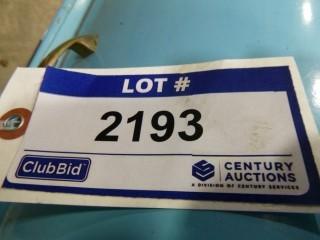 LOT #
2193
ClubBid
CENTURY
AUCTIONS
A DIVISION OF CENTURY SERVICES